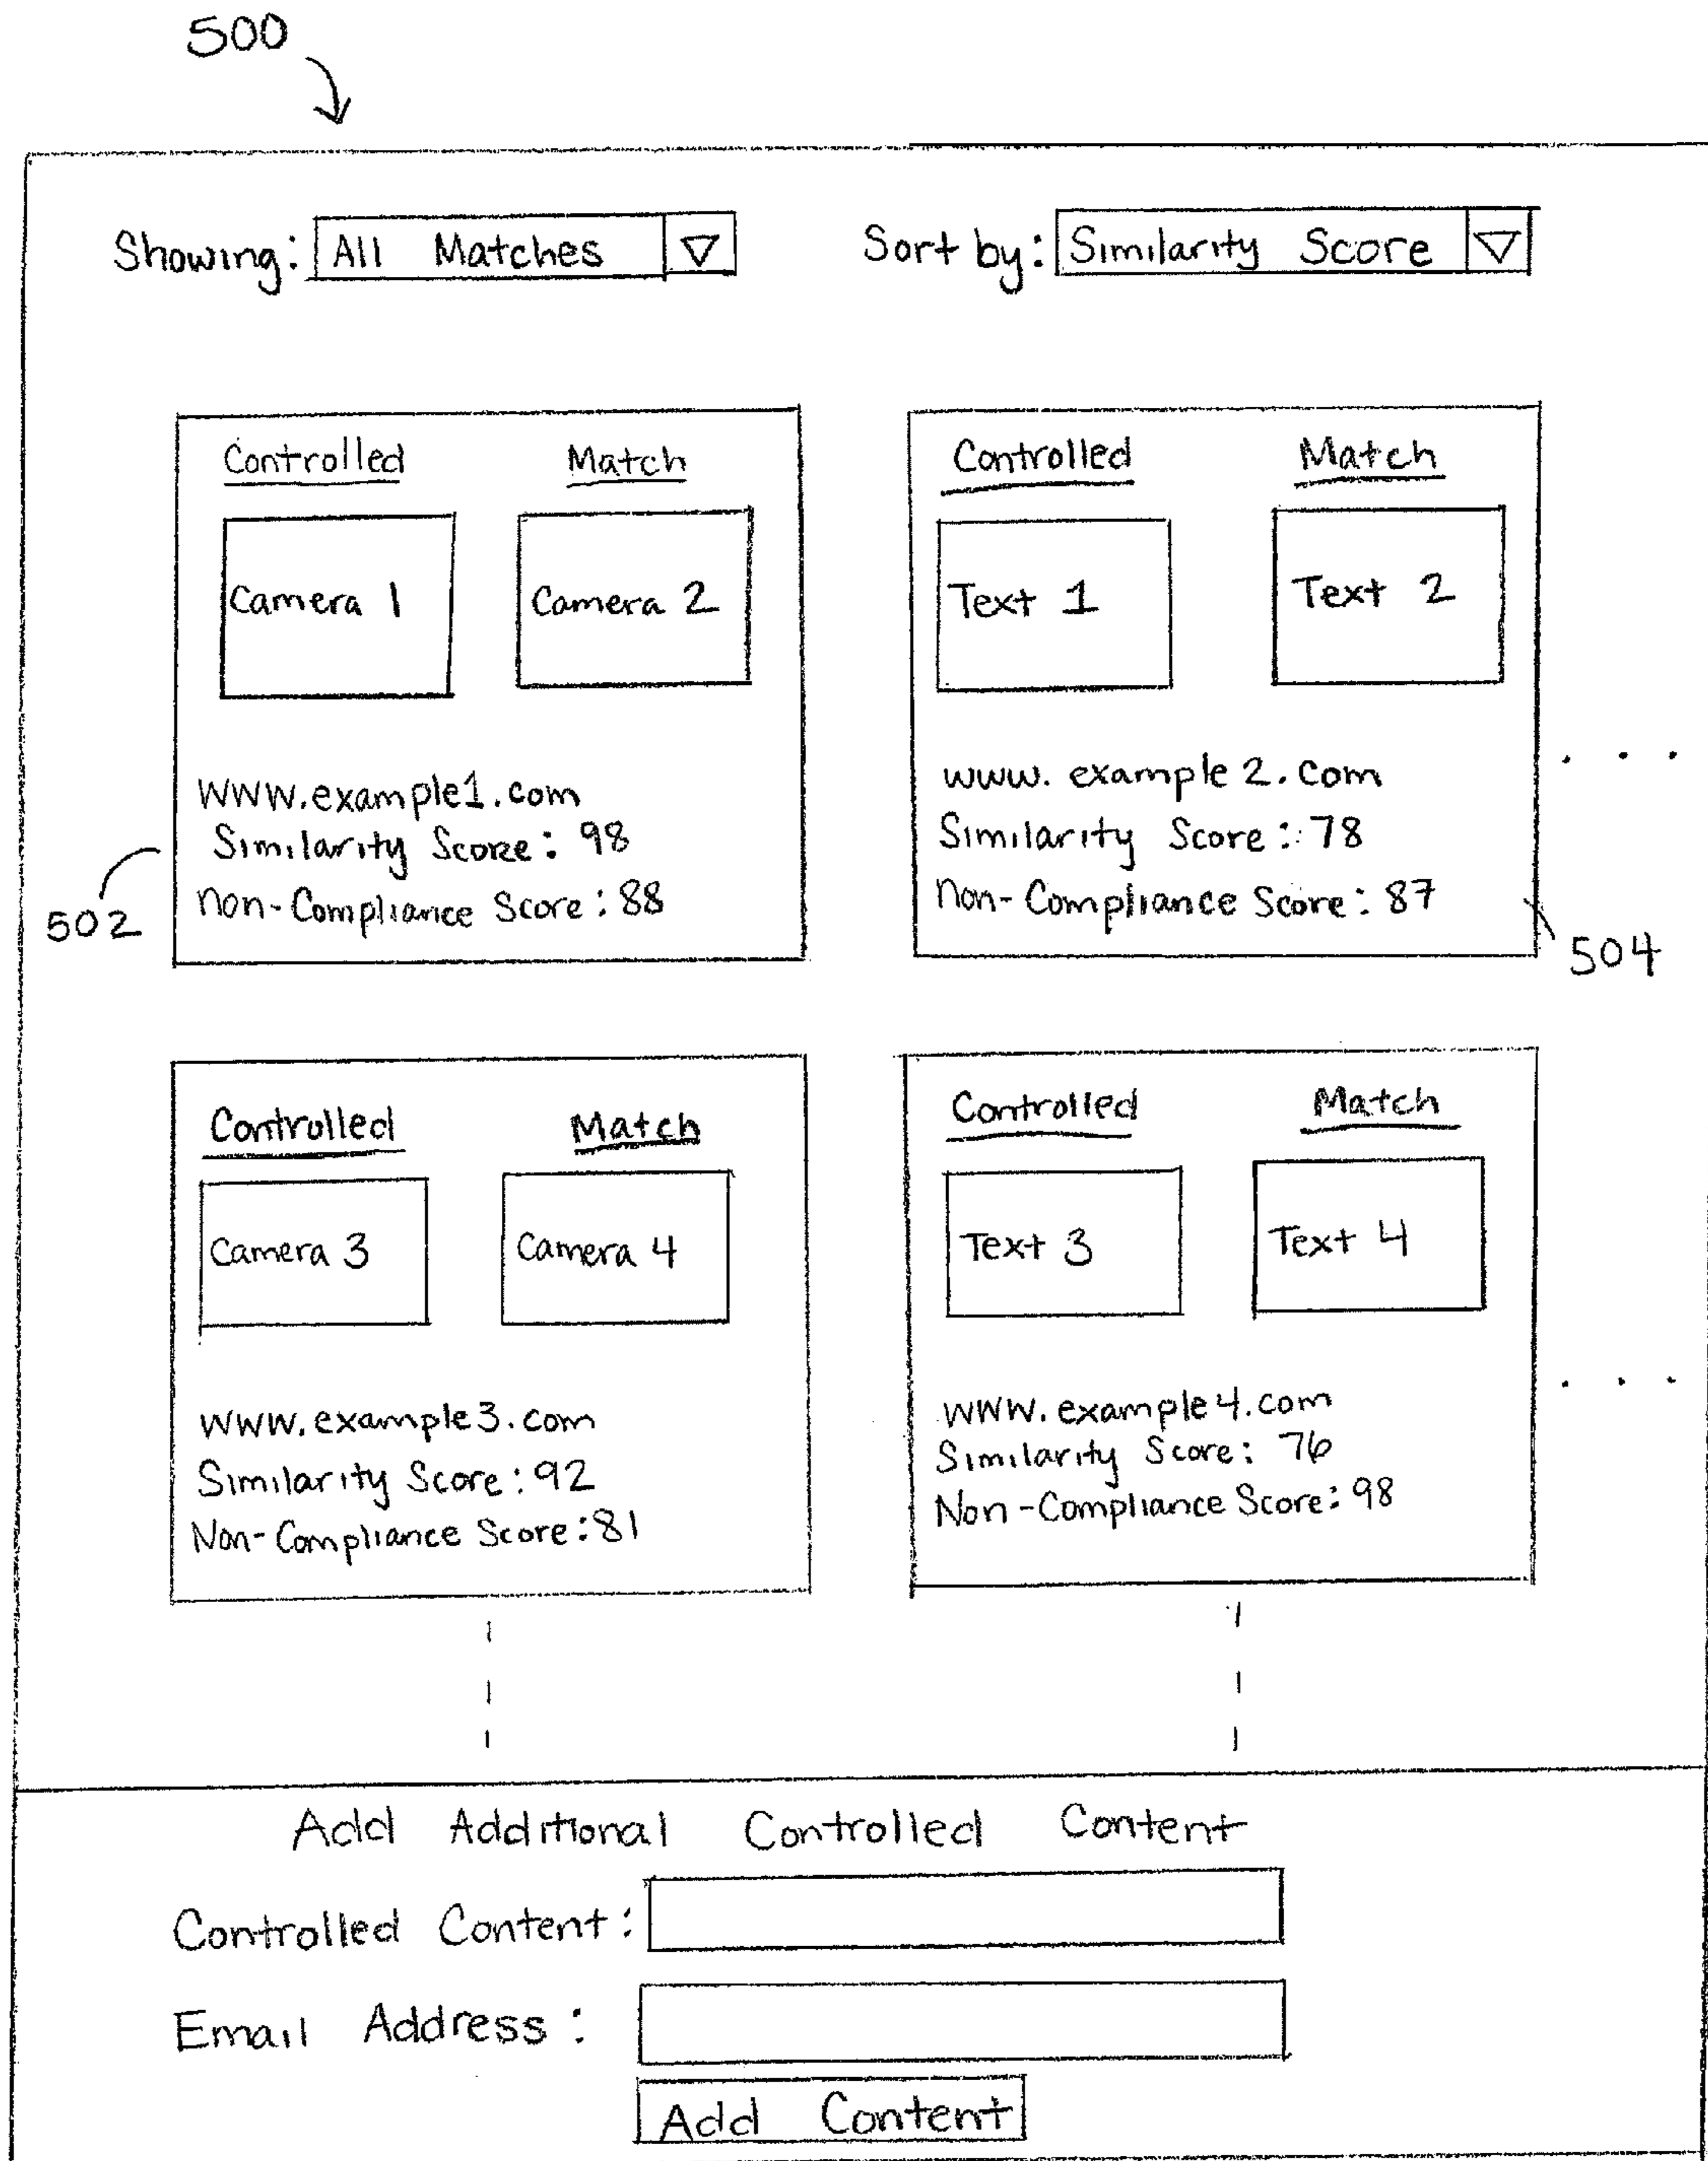 500
Showing: All Matches ▽ Sort by: Similarity Score ▽
Controlled Match
Camera 1 Camera 2
www.example1.com
Similarity Score: 98
non-Compliance Score: 88
502
Controlled Match
Text 1 Text 2
www.example2.com
Similarity Score: 78
non-Compliance Score: 87
504
. . .
Controlled Match
Camera 3 Camera 4
www.example3.com
Similarity Score: 92
Non-Compliance Score: 81
Controlled Match
Text 3 Text 4
www.example4.com
Similarity Score: 76
Non-Compliance Score: 98
. . .
Add Additional Controlled Content
Controlled Content:
Email Address:
Add Content